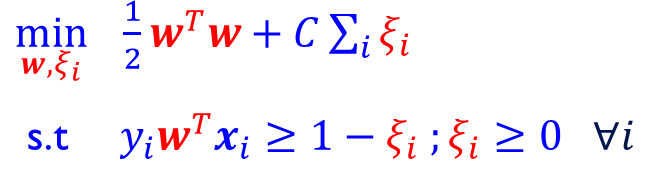 min w,ξᵢ ½ wᵀw + C ∑ᵢ ξᵢ
s.t yᵢwᵀxᵢ ≥ 1 − ξᵢ ; ξᵢ ≥ 0 ∀i